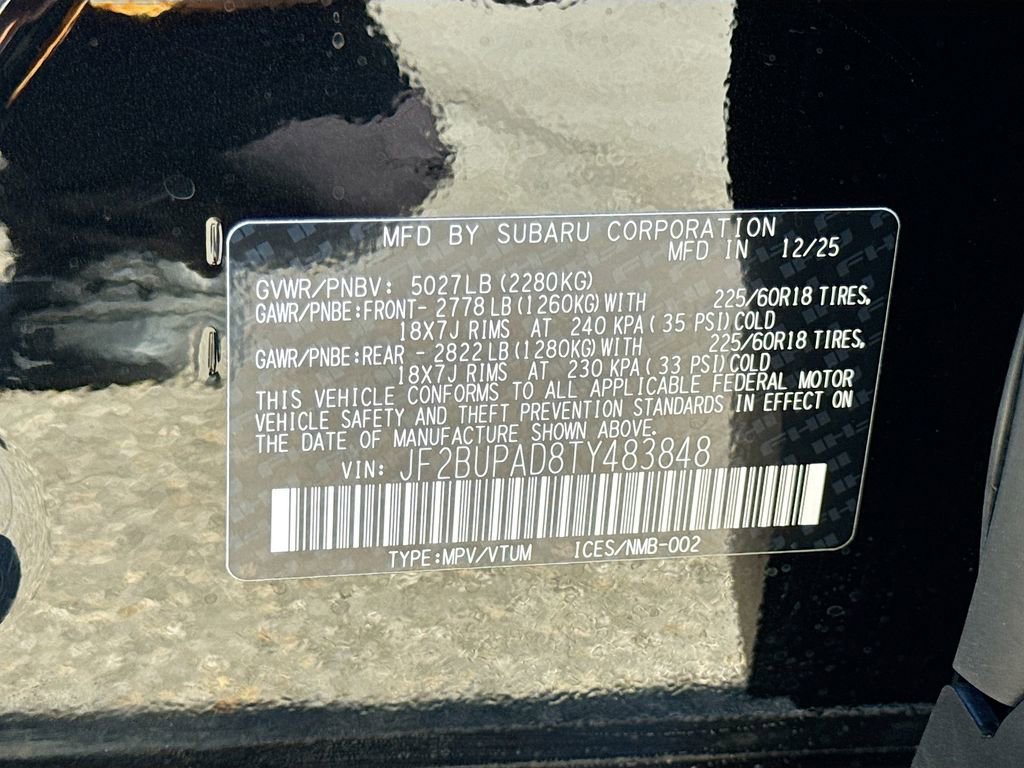 MFD BY SUBARU CORPORATION
MFD IN 12/25
GVWR/PNBV: 5027LB (2280KG)
GAWR/PNBE:FRONT-2778LB (1260KG)WITH 225/60R18 TIRES,
18X7J RIMS AT 240 KPA( 35 PSI)COLD
GAWR/PNBE:REAR - 2822LB (1280KG)WITH 225/60R18 TIRES,
18X7J RIMS AT 230 KPA( 33 PSI)COLD
THIS VEHICLE CONFORMS TO ALL APPLICABLE FEDERAL MOTOR
VEHICLE SAFETY AND THEFT PREVENTION STANDARDS IN EFFECT ON
THE DATE OF MANUFACTURE SHOWN ABOVE.
VIN: JF2BUPAD8TY483848
TYPE:MPV/VTUM ICES/NMB-002